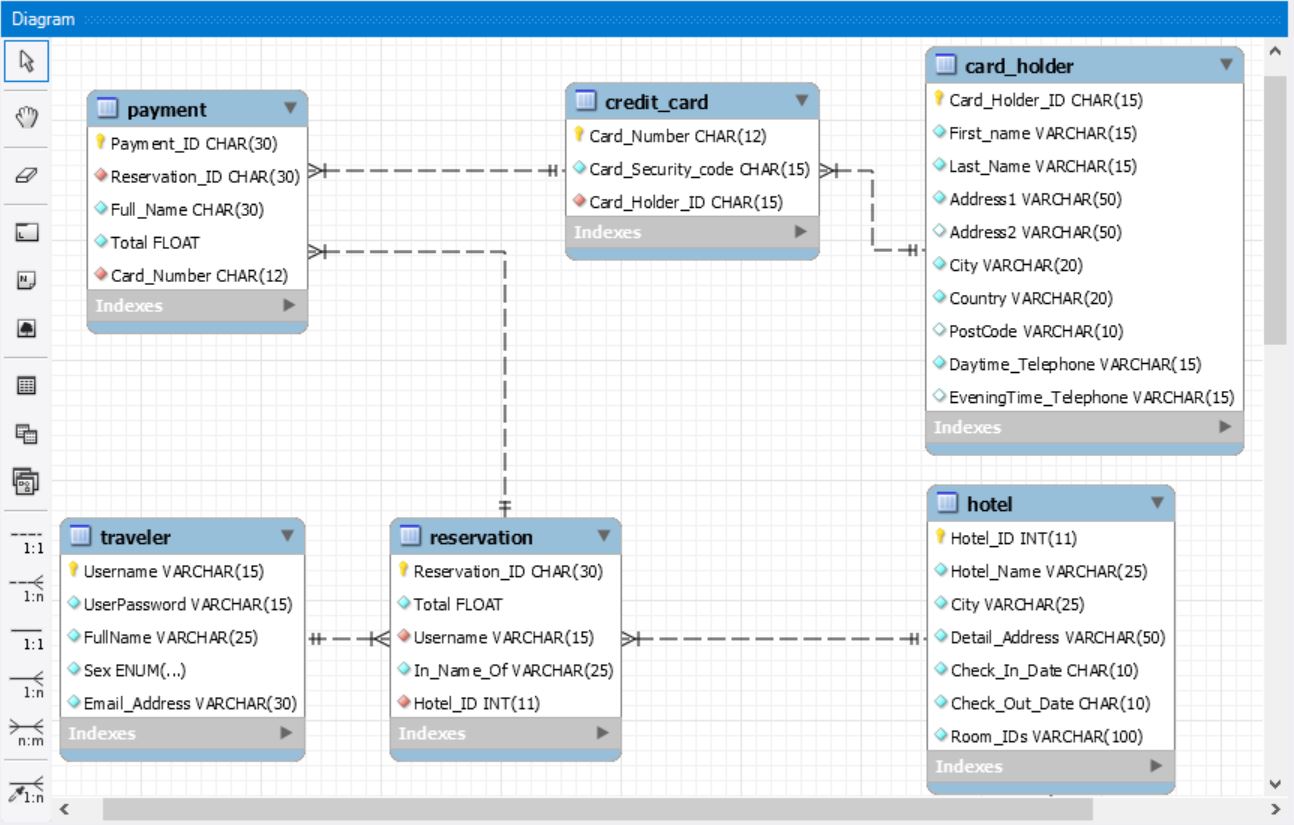 Diagram
payment
Payment_ID CHAR(30)
Reservation_ID CHAR(30)
Full_Name CHAR(30)
Total FLOAT
Card_Number CHAR(12)
Indexes
credit_card
Card_Number CHAR(12)
Card_Security_code CHAR(15)
Card_Holder_ID CHAR(15)
Indexes
card_holder
Card_Holder_ID CHAR(15)
First_name VARCHAR(15)
Last_Name VARCHAR(15)
Address1 VARCHAR(50)
Address2 VARCHAR(50)
City VARCHAR(20)
Country VARCHAR(20)
PostCode VARCHAR(10)
Daytime_Telephone VARCHAR(15)
EveningTime_Telephone VARCHAR(15)
Indexes
traveler
Username VARCHAR(15)
UserPassword VARCHAR(15)
FullName VARCHAR(25)
Sex ENUM(...)
Email_Address VARCHAR(30)
Indexes
reservation
Reservation_ID CHAR(30)
Total FLOAT
Username VARCHAR(15)
In_Name_Of VARCHAR(25)
Hotel_ID INT(11)
Indexes
hotel
Hotel_ID INT(11)
Hotel_Name VARCHAR(25)
City VARCHAR(25)
Detail_Address VARCHAR(50)
Check_In_Date CHAR(10)
Check_Out_Date CHAR(10)
Room_IDs VARCHAR(100)
Indexes
1:1
1:n
1:1
1:n
n:m
1:n